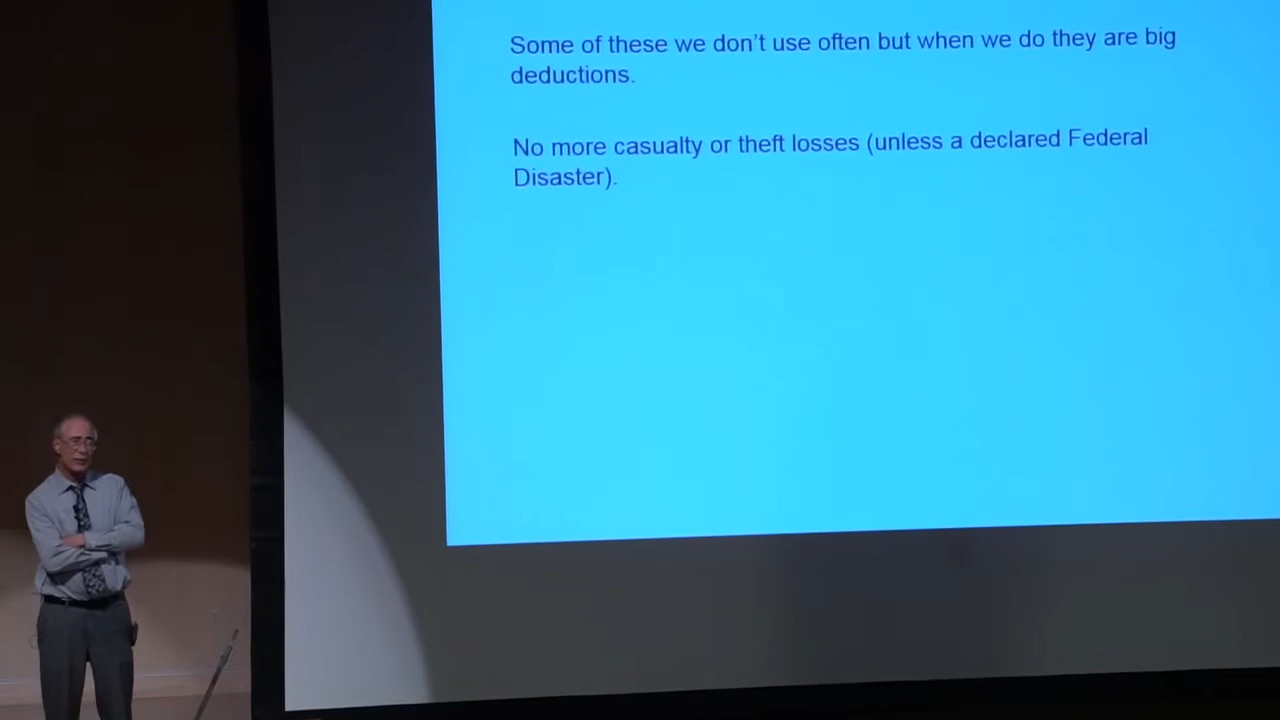 Some of these we don't use often but when we do they are big
deductions.
No more casualty or theft losses (unless a declared Federal
Disaster).